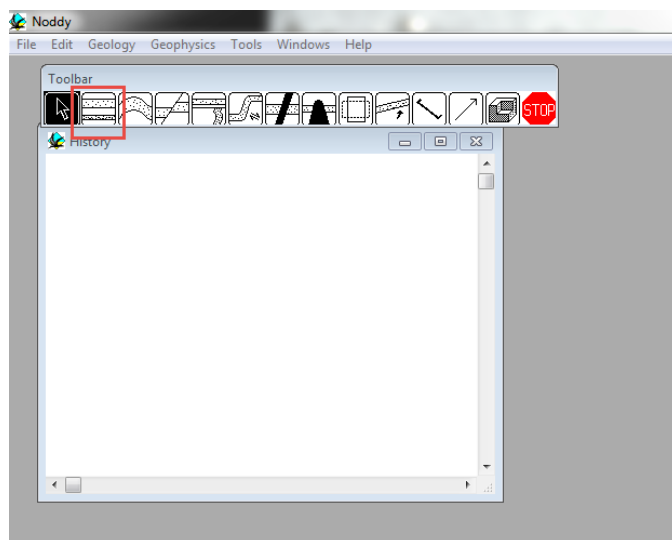 Noddy
File Edit Geology Geophysics Tools Windows Help
Toolbar
STOP
History